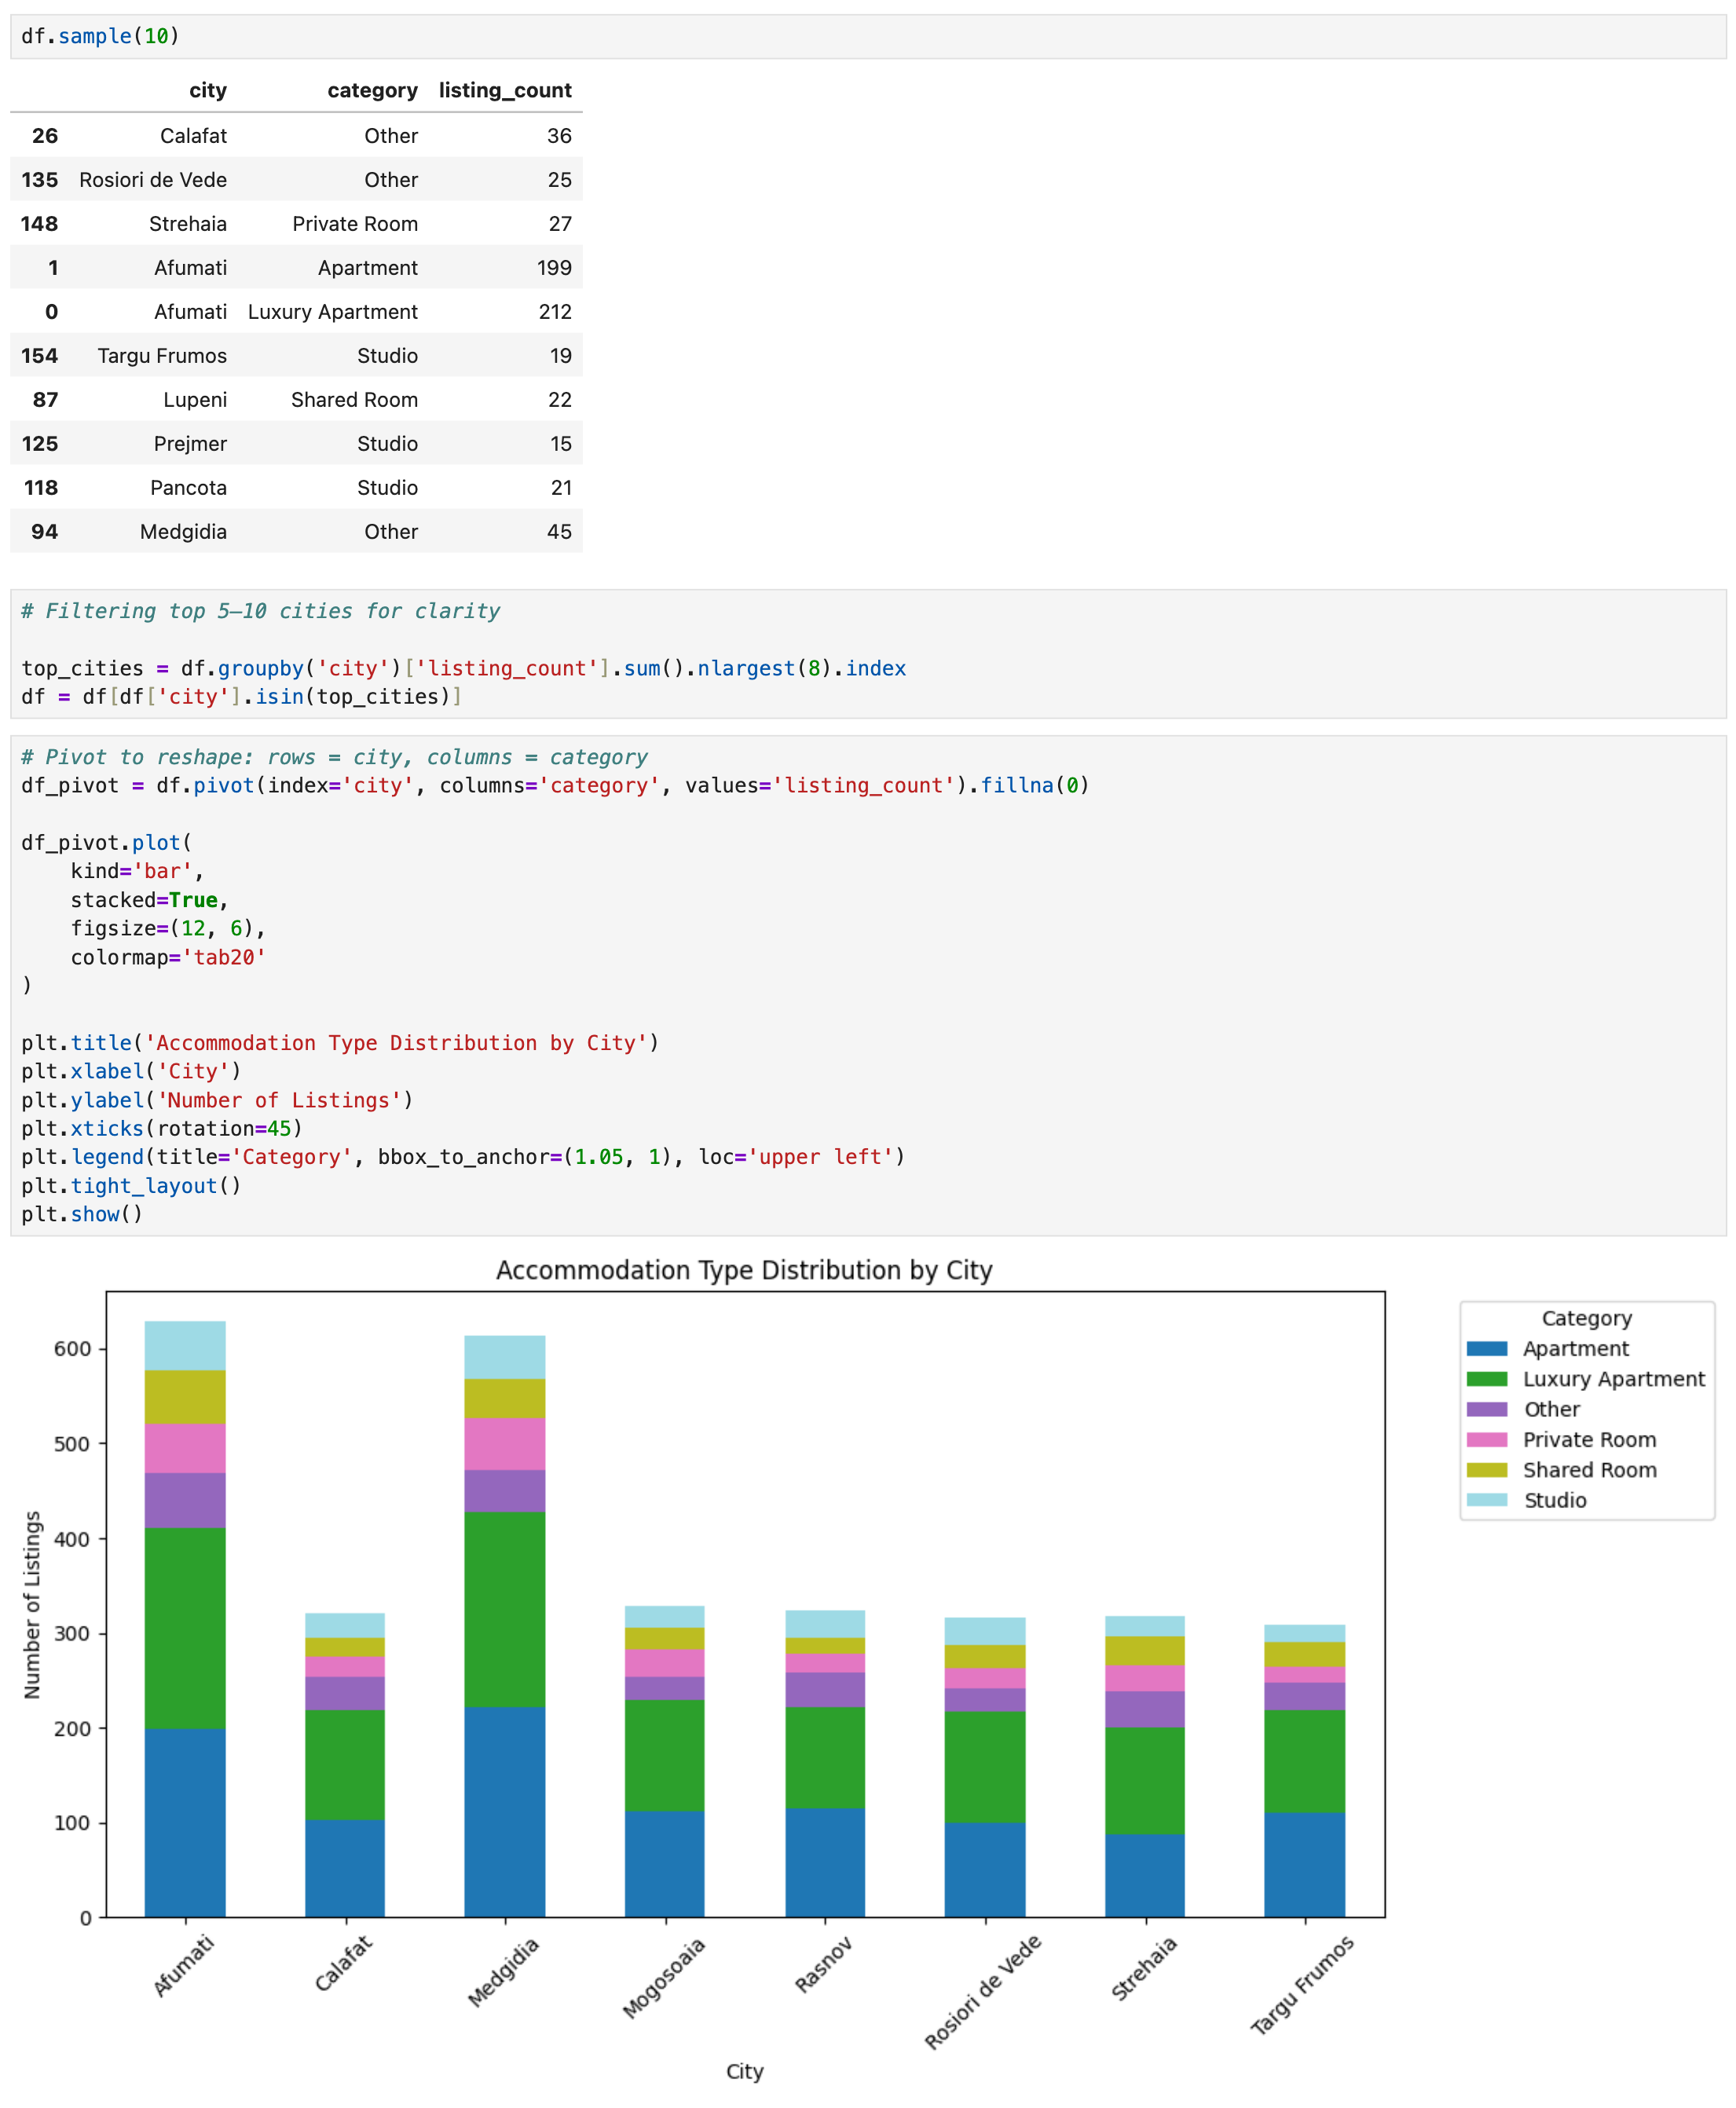 df.sample(10)
city category listing_count
26 Calafat Other 36
135 Rosiori de Vede Other 25
148 Strehaia Private Room 27
1 Afumati Apartment 199
0 Afumati Luxury Apartment 212
154 Targu Frumos Studio 19
87 Lupeni Shared Room 22
125 Prejmer Studio 15
118 Pancota Studio 21
94 Medgidia Other 45
# Filtering top 5–10 cities for clarity
top_cities = df.groupby('city')['listing_count'].sum().nlargest(8).index
df = df[df['city'].isin(top_cities)]
# Pivot to reshape: rows = city, columns = category
df_pivot = df.pivot(index='city', columns='category', values='listing_count').fillna(0)
df_pivot.plot(
    kind='bar',
    stacked=True,
    figsize=(12, 6),
    colormap='tab20'
)
plt.title('Accommodation Type Distribution by City')
plt.xlabel('City')
plt.ylabel('Number of Listings')
plt.xticks(rotation=45)
plt.legend(title='Category', bbox_to_anchor=(1.05, 1), loc='upper left')
plt.tight_layout()
plt.show()
Accommodation Type Distribution by City
Number of Listings
600
500
400
300
200
100
0
Afumati
Calafat
Medgidia
Mogosoaia
Rasnov
Rosiori de Vede
Strehaia
Targu Frumos
City
Category
Apartment
Luxury Apartment
Other
Private Room
Shared Room
Studio